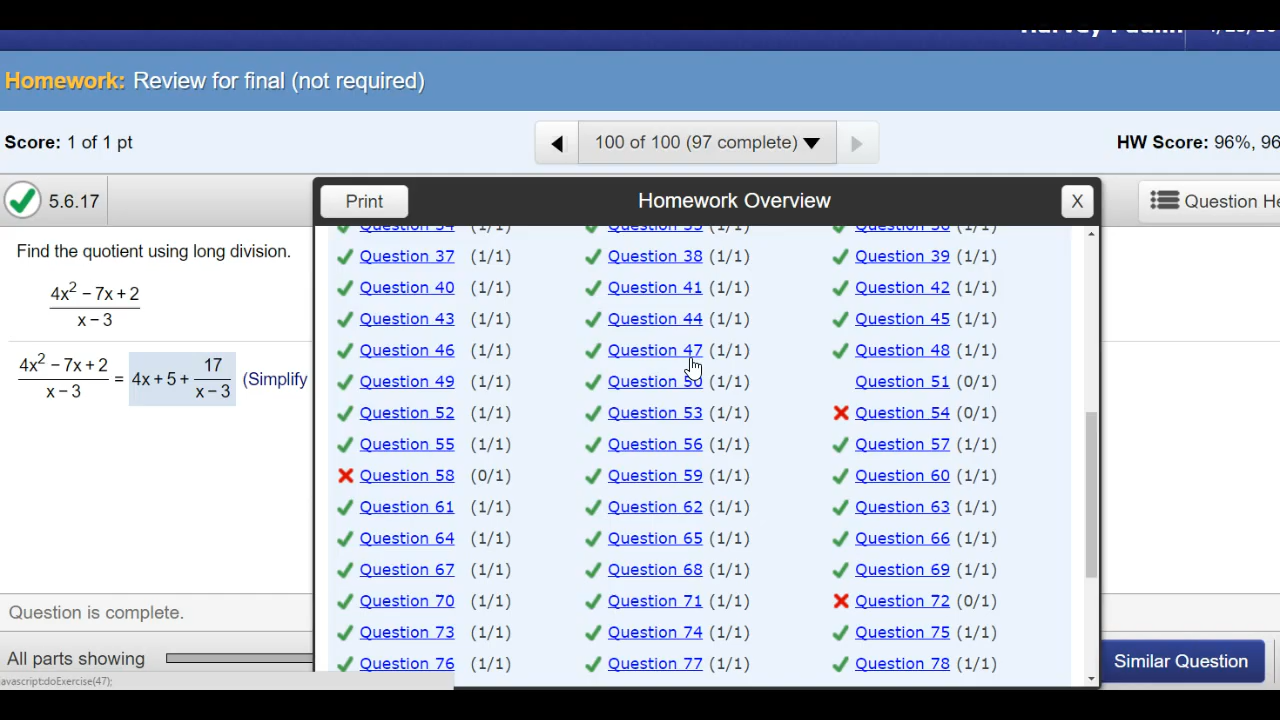 Homework: Review for final (not required)
Score: 1 of 1 pt
100 of 100 (97 complete)
HW Score: 96%, 96
5.6.17
Print
Homework Overview
X
Question He
Find the quotient using long division.
4x² − 7x + 2
x − 3
4x² − 7x + 2 / x − 3 = 4x + 5 + 17 / x − 3 (Simplify
Question 37 (1/1) Question 38 (1/1) Question 39 (1/1)
Question 40 (1/1) Question 41 (1/1) Question 42 (1/1)
Question 43 (1/1) Question 44 (1/1) Question 45 (1/1)
Question 46 (1/1) Question 47 (1/1) Question 48 (1/1)
Question 49 (1/1) Question 50 (1/1) Question 51 (0/1)
Question 52 (1/1) Question 53 (1/1) Question 54 (0/1)
Question 55 (1/1) Question 56 (1/1) Question 57 (1/1)
Question 58 (0/1) Question 59 (1/1) Question 60 (1/1)
Question 61 (1/1) Question 62 (1/1) Question 63 (1/1)
Question 64 (1/1) Question 65 (1/1) Question 66 (1/1)
Question 67 (1/1) Question 68 (1/1) Question 69 (1/1)
Question 70 (1/1) Question 71 (1/1) Question 72 (0/1)
Question 73 (1/1) Question 74 (1/1) Question 75 (1/1)
Question 76 (1/1) Question 77 (1/1) Question 78 (1/1)
Question is complete.
All parts showing
Similar Question
avascript:doExercise(47);